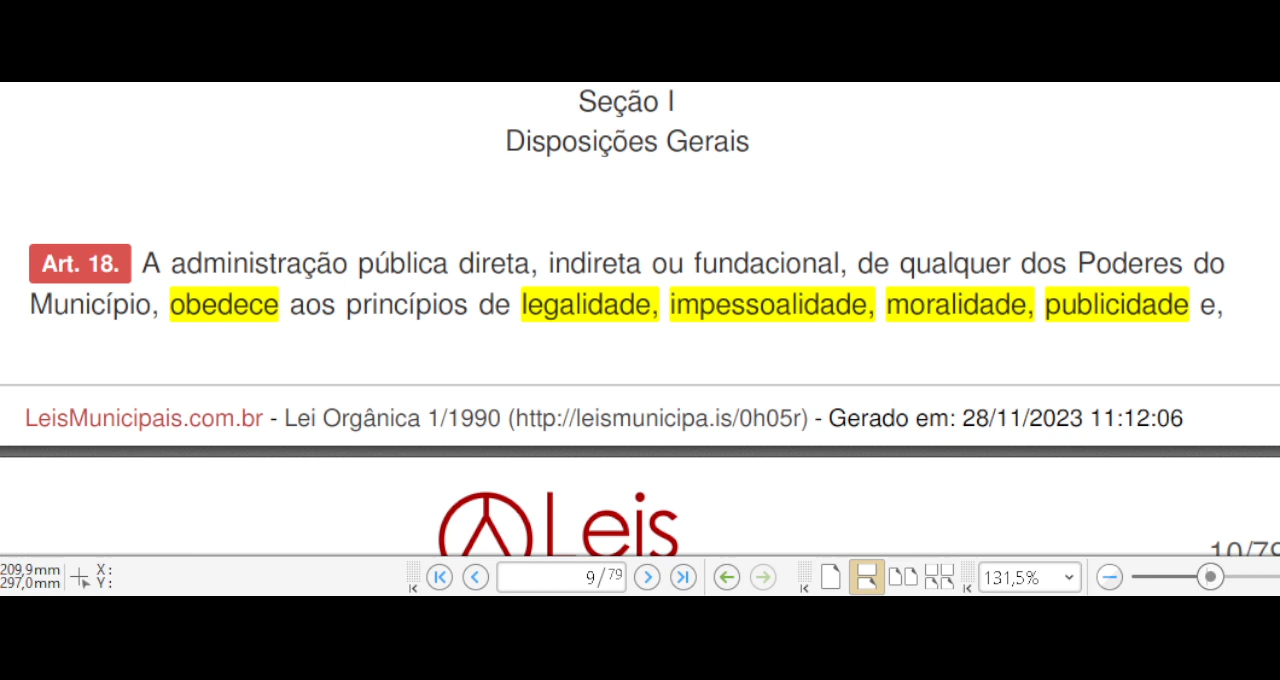 Seção I
Disposições Gerais
Art. 18. A administração pública direta, indireta ou fundacional, de qualquer dos Poderes do
Município, obedece aos princípios de legalidade, impessoalidade, moralidade, publicidade e,
LeisMunicipais.com.br - Lei Orgânica 1/1990 (http://leismunicipa.is/0h05r) - Gerado em: 28/11/2023 11:12:06
Leis
10/79
209,9mm X:
297,0mm Y:
9/79
131,5%